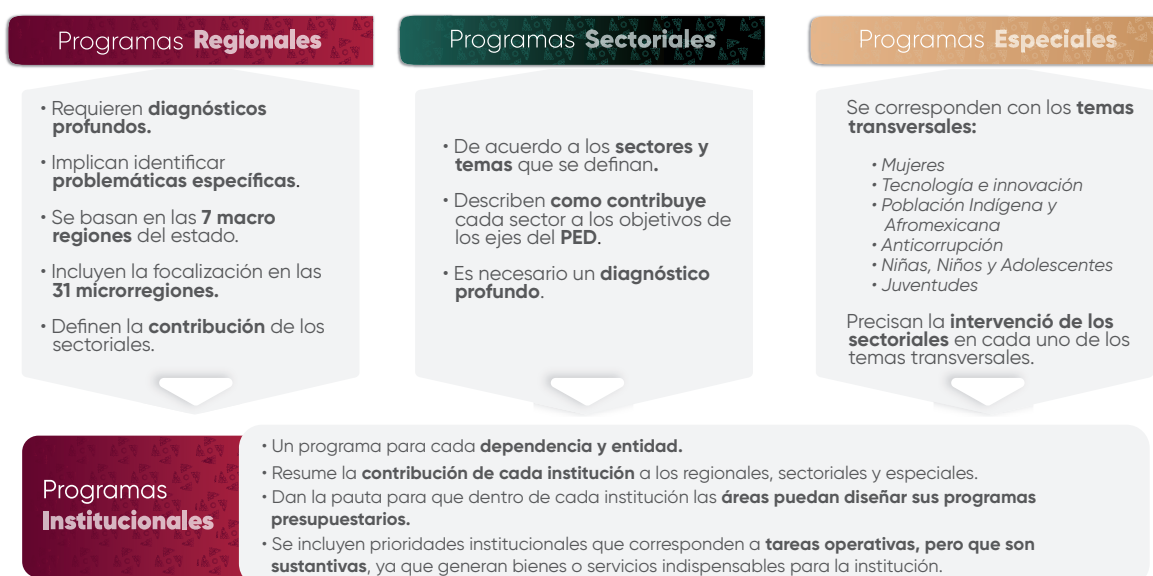 Programas Regionales
• Requieren diagnósticos
profundos.
• Implican identificar
problemáticas específicas.
• Se basan en las 7 macro
regiones del estado.
• Incluyen la focalización en las
31 microrregiones.
• Definen la contribución de los
sectoriales.
Programas Sectoriales
• De acuerdo a los sectores y
temas que se definan.
• Describen como contribuye
cada sector a los objetivos de
los ejes del PED.
• Es necesario un diagnóstico
profundo.
Programas Especiales
Se corresponden con los temas
transversales:
• Mujeres
• Tecnología e innovación
• Población Indígena y
Afromexicana
• Anticorrupción
• Niñas, Niños y Adolescentes
• Juventudes
Precisan la intervenció de los
sectoriales en cada uno de los
temas transversales.
Programas
Institucionales
• Un programa para cada dependencia y entidad.
• Resume la contribución de cada institución a los regionales, sectoriales y especiales.
• Dan la pauta para que dentro de cada institución las áreas puedan diseñar sus programas
presupuestarios.
• Se incluyen prioridades institucionales que corresponden a tareas operativas, pero que son
sustantivas, ya que generan bienes o servicios indispensables para la institución.